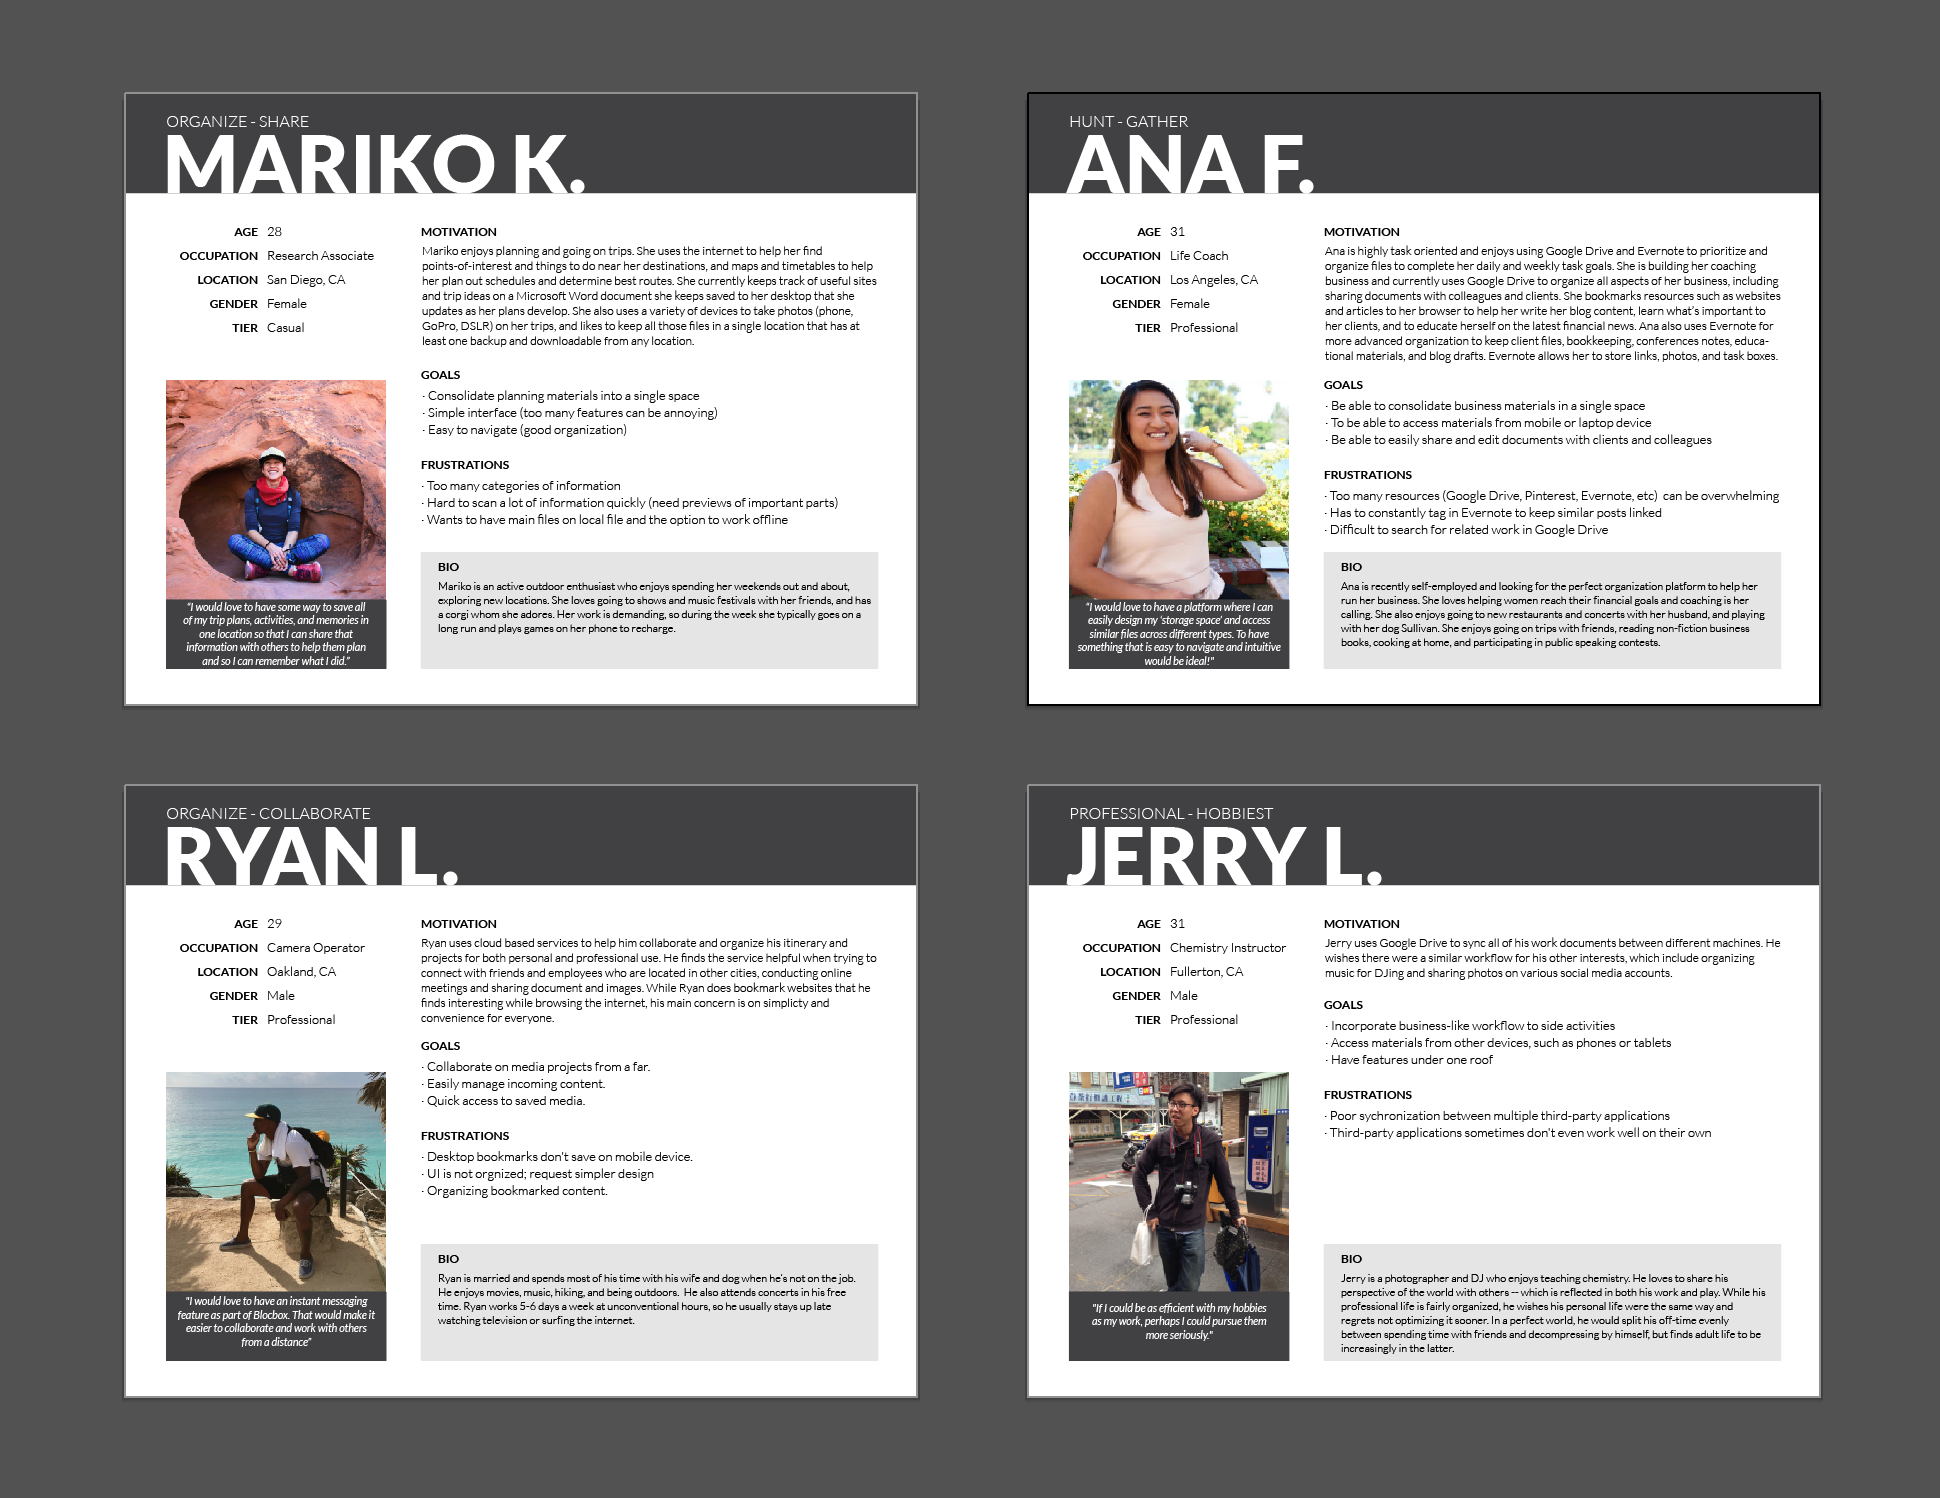 ORGANIZE - SHARE
MARIKO K.
AGE 28
OCCUPATION Research Associate
LOCATION San Diego, CA
GENDER Female
TIER Casual
"I would love to have some way to save all
of my trip plans, activities, and memories in
one location so that I can share that
information with others to help them plan
and so I can remember what I did."
MOTIVATION
Mariko enjoys planning and going on trips. She uses the internet to help her find
points-of-interest and things to do near her destinations, and maps and timetables to help
her plan out schedules and determine best routes. She currently keeps track of useful sites
and trip ideas on a Microsoft Word document she keeps saved to her desktop that she
updates as her plans develop. She also uses a variety of devices to take photos (phone,
GoPro, DSLR) on her trips, and likes to keep all those files in a single location that has at
least one backup and downloadable from any location.
GOALS
· Consolidate planning materials into a single space
· Simple interface (too many features can be annoying)
· Easy to navigate (good organization)
FRUSTRATIONS
· Too many categories of information
· Hard to scan a lot of information quickly (need previews of important parts)
· Wants to have main files on local file and the option to work offline
BIO
Mariko is an active outdoor enthusiast who enjoys spending her weekends out and about,
exploring new locations. She loves going to shows and music festivals with her friends, and has
a corgi whom she adores. Her work is demanding, so during the week she typically goes on a
long run and plays games on her phone to recharge.
HUNT - GATHER
ANA F.
AGE 31
OCCUPATION Life Coach
LOCATION Los Angeles, CA
GENDER Female
TIER Professional
"I would love to have a platform where I can
easily design my 'storage space' and access
similar files across different types. To have
something that is easy to navigate and intuitive
would be ideal!"
MOTIVATION
Ana is highly task oriented and enjoys using Google Drive and Evernote to prioritize and
organize files to complete her daily and weekly task goals. She is building her coaching
business and currently uses Google Drive to organize all aspects of her business, including
sharing documents with colleagues and clients. She bookmarks resources such as websites
and articles to her browser to help her write her blog content, learn what's important to
her clients, and to educate herself on the latest financial news. Ana also uses Evernote for
more advanced organization to keep client files, bookkeeping, conferences notes, educa-
tional materials, and blog drafts. Evernote allows her to store links, photos, and task boxes.
GOALS
· Be able to consolidate business materials in a single space
· To be able to access materials from mobile or laptop device
· Be able to easily share and edit documents with clients and colleagues
FRUSTRATIONS
· Too many resources (Google Drive, Pinterest, Evernote, etc) can be overwhelming
· Has to constantly tag in Evernote to keep similar posts linked
· Difficult to search for related work in Google Drive
BIO
Ana is recently self-employed and looking for the perfect organization platform to help her
run her business. She loves helping women reach their financial goals and coaching is her
calling. She also enjoys going to new restaurants and concerts with her husband, and playing
with her dog Sullivan. She enjoys going on trips with friends, reading non-fiction business
books, cooking at home, and participating in public speaking contests.
ORGANIZE - COLLABORATE
RYAN L.
AGE 29
OCCUPATION Camera Operator
LOCATION Oakland, CA
GENDER Male
TIER Professional
"I would love to have an instant messaging
feature as part of Blocbox. That would make it
easier to collaborate and work with others
from a distance"
MOTIVATION
Ryan uses cloud based services to help him collaborate and organize his itinerary and
projects for both personal and professional use. He finds the service helpful when trying to
connect with friends and employees who are located in other cities, conducting online
meetings and sharing document and images. While Ryan does bookmark websites that he
finds interesting while browsing the internet, his main concern is on simplicty and
convenience for everyone.
GOALS
· Collaborate on media projects from a far.
· Easily manage incoming content.
· Quick access to saved media.
FRUSTRATIONS
· Desktop bookmarks don't save on mobile device.
· UI is not orgnized; request simpler design
· Organizing bookmarked content.
BIO
Ryan is married and spends most of his time with his wife and dog when he's not on the job.
He enjoys movies, music, hiking, and being outdoors. He also attends concerts in his free
time. Ryan works 5-6 days a week at unconventional hours, so he usually stays up late
watching television or surfing the internet.
PROFESSIONAL - HOBBIEST
JERRY L.
AGE 31
OCCUPATION Chemistry Instructor
LOCATION Fullerton, CA
GENDER Male
TIER Professional
"If I could be as efficient with my hobbies
as my work, perhaps I could pursue them
more seriously."
MOTIVATION
Jerry uses Google Drive to sync all of his work documents between different machines. He
wishes there were a similar workflow for his other interests, which include organizing
music for DJing and sharing photos on various social media accounts.
GOALS
· Incorporate business-like workflow to side activities
· Access materials from other devices, such as phones or tablets
· Have features under one roof
FRUSTRATIONS
· Poor sychronization between multiple third-party applications
· Third-party applications sometimes don't even work well on their own
BIO
Jerry is a photographer and DJ who enjoys teaching chemistry. He loves to share his
perspective of the world with others -- which is reflected in both his work and play. While his
professional life is fairly organized, he wishes his personal life were the same way and
regrets not optimizing it sooner. In a perfect world, he would split his off-time evenly
between spending time with friends and decompressing by himself, but finds adult life to be
increasingly in the latter.